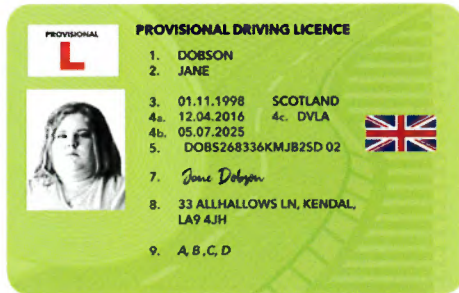 PROVISIONAL
L
PROVISIONAL DRIVING LICENCE
1. DOBSON
2. JANE
3. 01.11.1998 SCOTLAND
4a. 12.04.2016 4c. DVLA
4b. 05.07.2025
5. DOBS268336KMJB2SD 02
7. Jane Dobson
8. 33 ALLHALLOWS LN, KENDAL,
LA9 4JH
9. A, B ,C, D